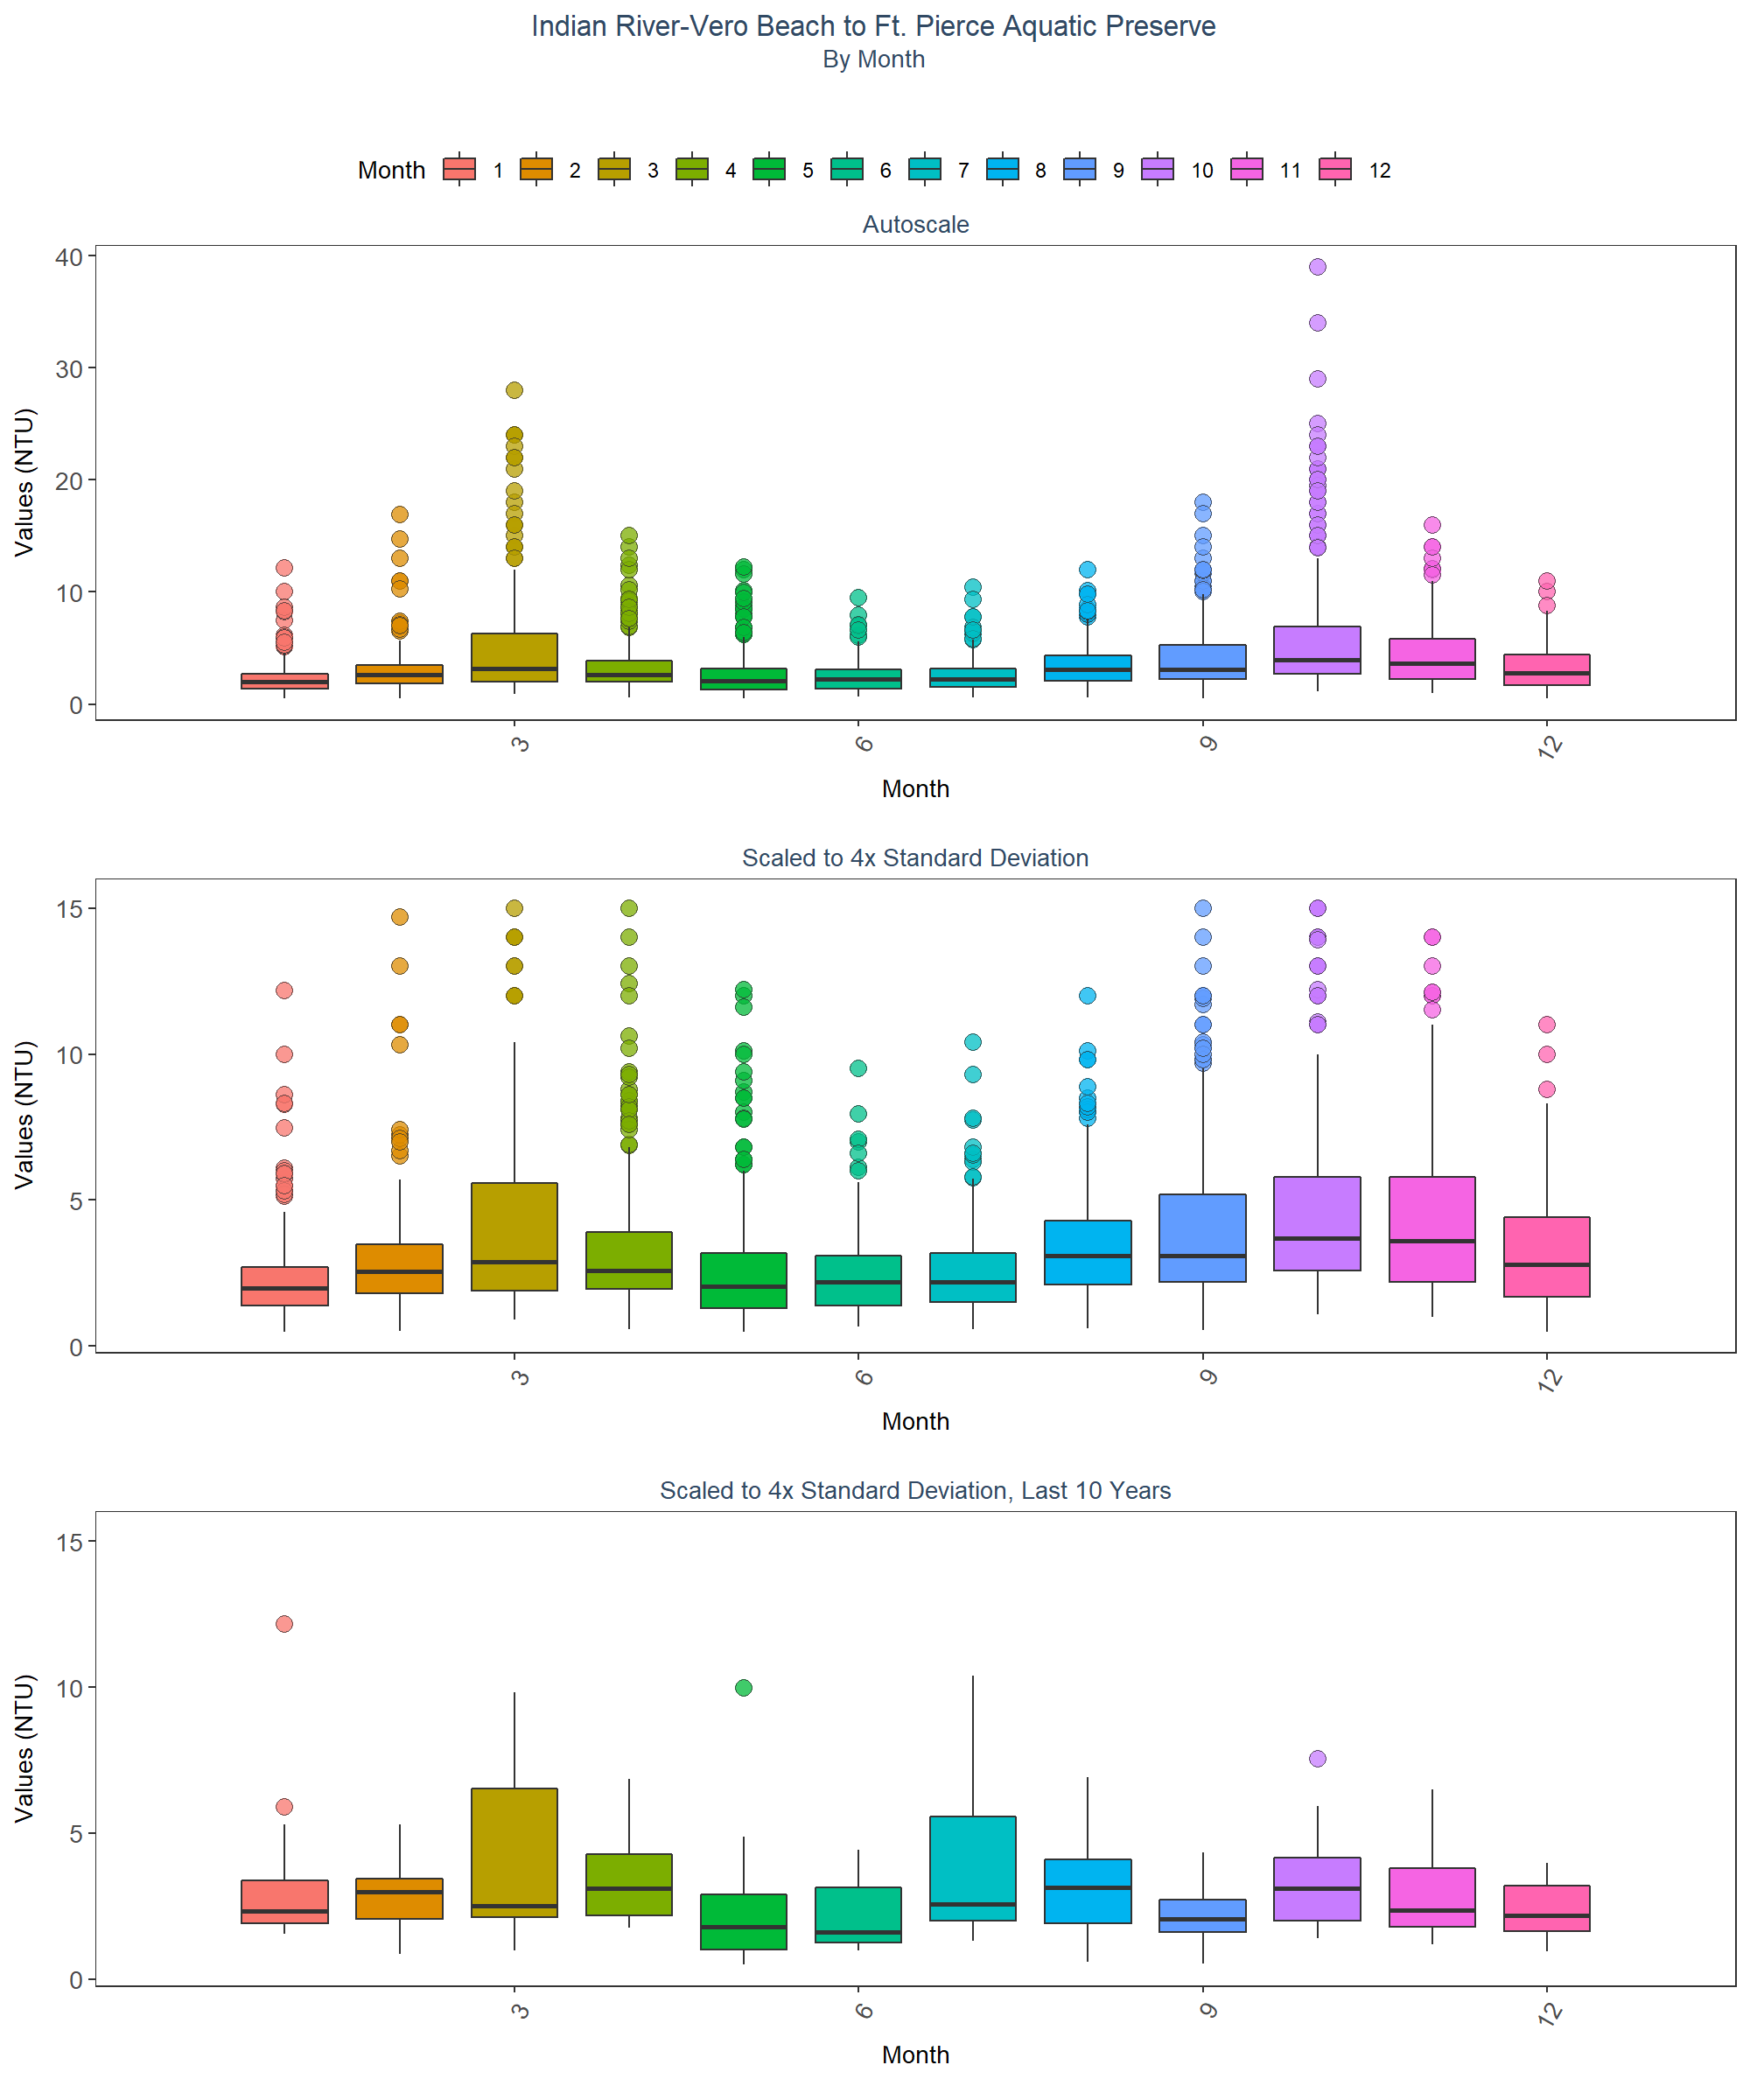 Indian River-Vero Beach to Ft. Pierce Aquatic Preserve
By Month
Month 1 2 3 4 5 6 7 8 9 10 11 12
Autoscale
Values (NTU)
40
30
20
10
0
3 6 9 12
Month
Scaled to 4x Standard Deviation
Values (NTU)
15
10
5
0
3 6 9 12
Month
Scaled to 4x Standard Deviation, Last 10 Years
Values (NTU)
15
10
5
0
3 6 9 12
Month